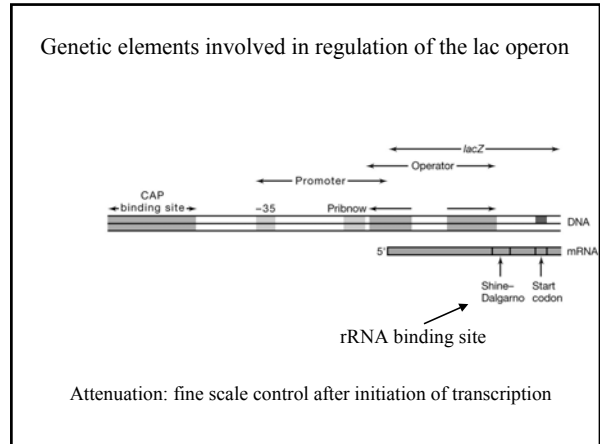 Genetic elements involved in regulation of the lac operon
lacZ
Operator
Promoter
CAP
binding site
-35
Pribnow
DNA
5'
mRNA
Shine–
Dalgarno
Start
codon
rRNA binding site
Attenuation: fine scale control after initiation of transcription